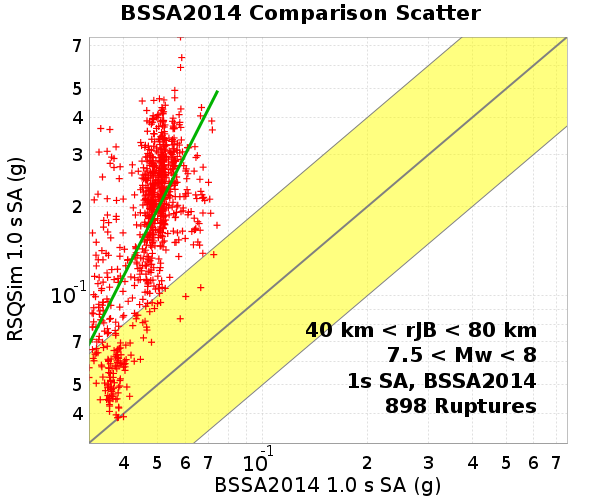 BSSA2014 Comparison Scatter
RSQSim 1.0 s SA (g)
7
5
4
3
2
10-1
7
5
4
40 km < rJB < 80 km
7.5 < Mw < 8
1s SA, BSSA2014
898 Ruptures
4 5 6 7 10-1 2 3 4 5 6 7
BSSA2014 1.0 s SA (g)